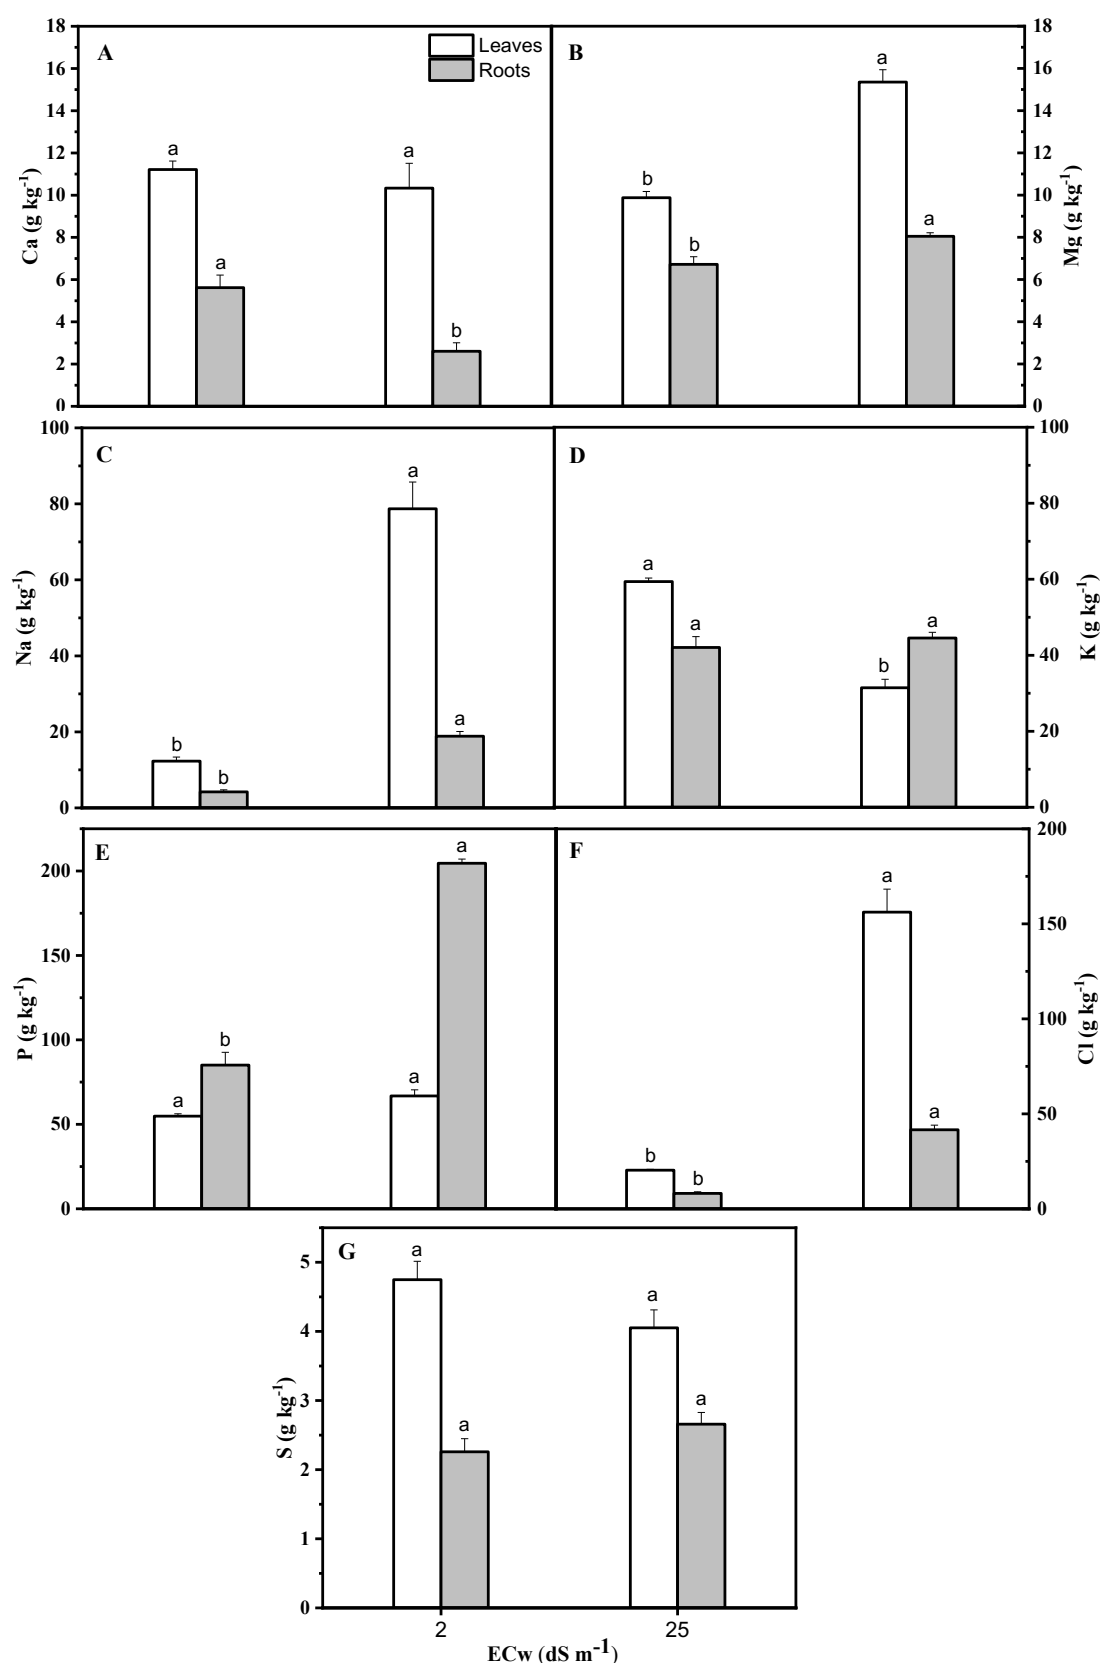 A
Leaves
Roots
Ca (g kg-1)
18
16
14
12
10
8
6
4
2
0
a
a
a
b
B
Mg (g kg-1)
18
16
14
12
10
8
6
4
2
0
b
b
a
a
C
Na (g kg-1)
100
80
60
40
20
0
b
b
a
a
D
K (g kg-1)
100
80
60
40
20
0
a
a
b
a
E
P (g kg-1)
200
150
100
50
0
a
b
a
a
F
Cl (g kg-1)
200
150
100
50
0
b
b
a
a
G
S (g kg-1)
5
4
3
2
1
0
a
a
a
a
2
25
ECw (dS m-1)